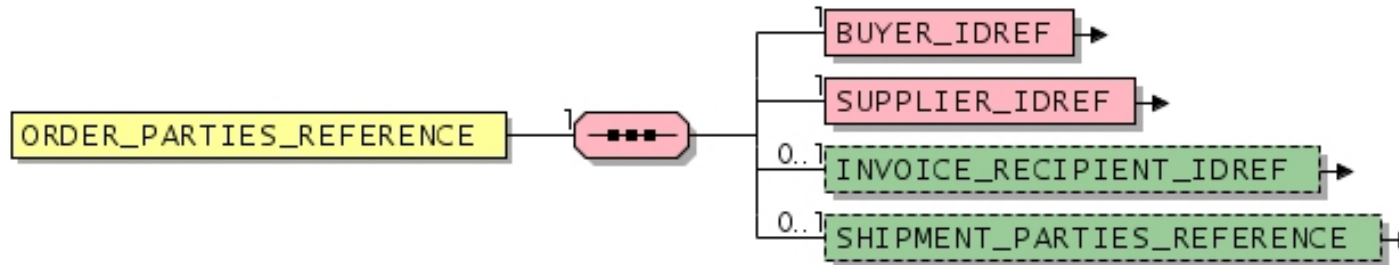 1 BUYER_IDREF
1 SUPPLIER_IDREF
ORDER_PARTIES_REFERENCE 1
0..1 INVOICE_RECIPIENT_IDREF
0..1 SHIPMENT_PARTIES_REFERENCE